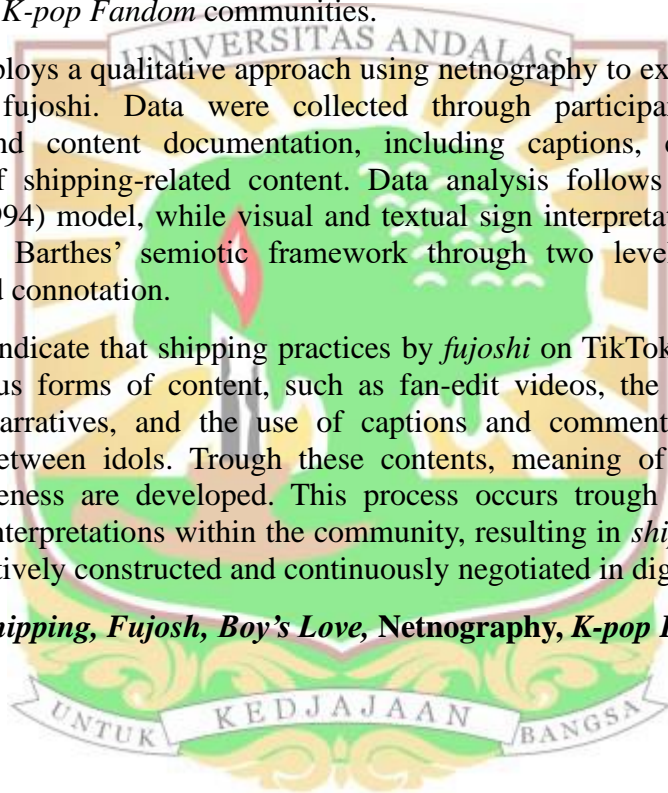 K-pop Fandom communities.
UNIVERSITAS ANDALAS
ploys a qualitative approach using netnography to ex
fujoshi. Data were collected through participa
nd content documentation, including captions,
f shipping-related content. Data analysis follows
994) model, while visual and textual sign interpreta
Barthes' semiotic framework through two leve
d connotation.
ndicate that shipping practices by fujoshi on TikTok
us forms of content, such as fan-edit videos, the
arratives, and the use of captions and comment
etween idols. Trough these contents, meaning of
eness are developed. This process occurs trough
nterpretations within the community, resulting in shi
tively constructed and continuously negotiated in dig
hipping, Fujosh, Boy's Love, Netnography, K-pop
UNTUK KEDJAJAAN BANGSA